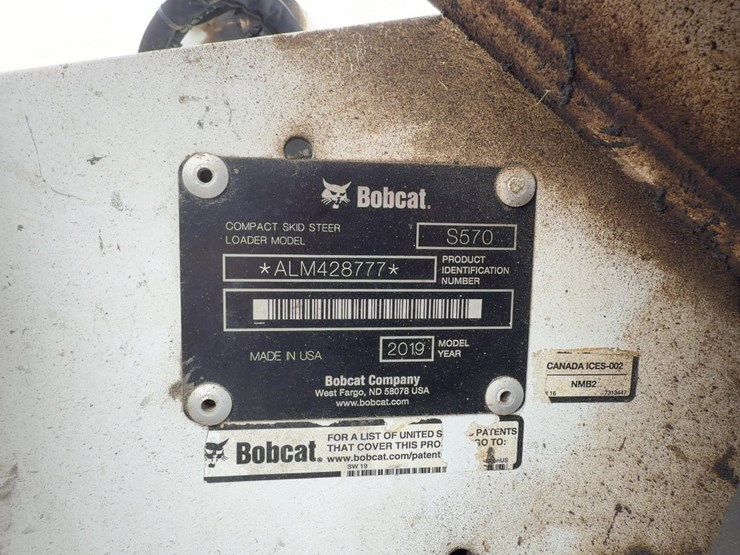 Bobcat.
COMPACT SKID STEER
LOADER MODEL
S570
*ALM428777*
PRODUCT
IDENTIFICATION
NUMBER
MADE IN USA
2019
MODEL
YEAR
Bobcat Company
West Fargo, ND 58078 USA
www.bobcat.com
CANADA ICES-002
NMB2
Bobcat.
FOR A LIST OF UNITED S
PATENTS
THAT COVER THIS PRO
GO TO:
www.bobcat.com/patent
SW 19